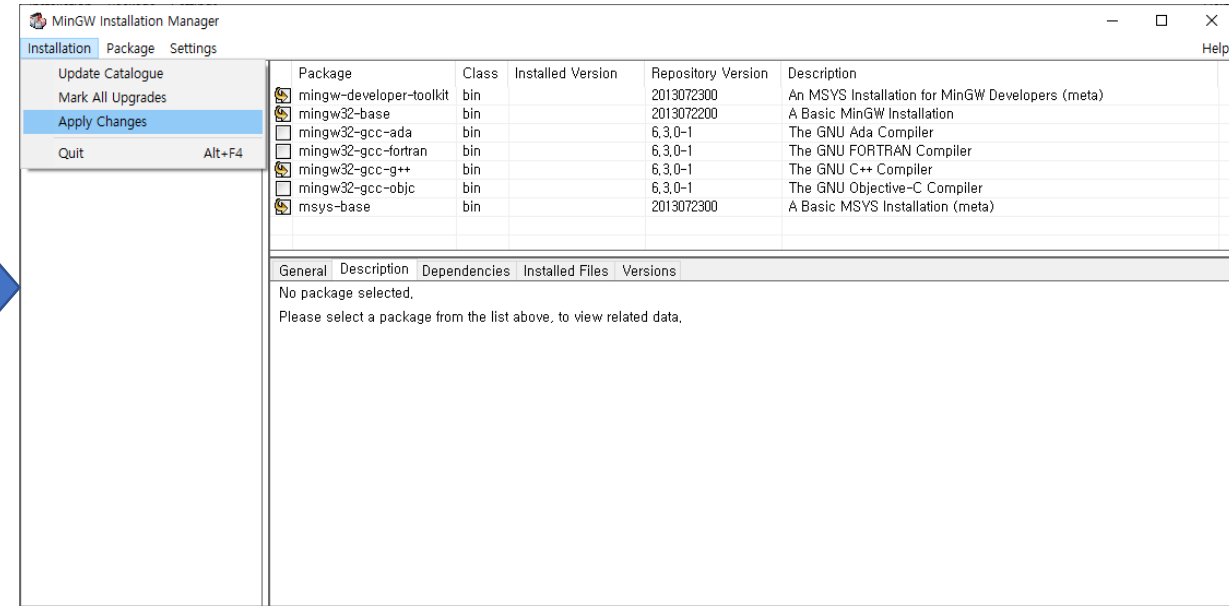 MinGW Installation Manager
Installation Package Settings Help
Update Catalogue
Mark All Upgrades
Apply Changes
Quit Alt+F4
Package Class Installed Version Repository Version Description
mingw-developer-toolkit bin 2013072300 An MSYS Installation for MinGW Developers (meta)
mingw32-base bin 2013072200 A Basic MinGW Installation
mingw32-gcc-ada bin 6.3.0-1 The GNU Ada Compiler
mingw32-gcc-fortran bin 6.3.0-1 The GNU FORTRAN Compiler
mingw32-gcc-g++ bin 6.3.0-1 The GNU C++ Compiler
mingw32-gcc-objc bin 6.3.0-1 The GNU Objective-C Compiler
msys-base bin 2013072300 A Basic MSYS Installation (meta)
General Description Dependencies Installed Files Versions
No package selected.
Please select a package from the list above, to view related data.